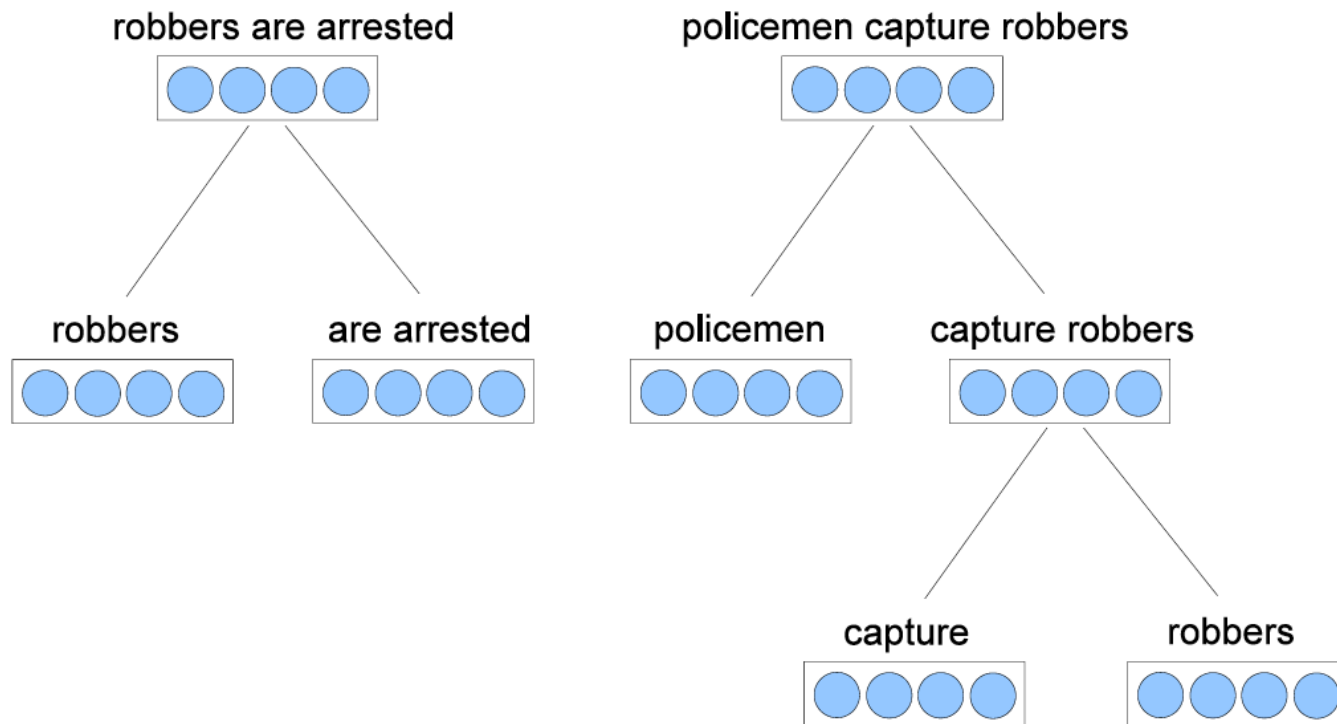 robbers are arrested
policemen capture robbers
robbers
are arrested
policemen
capture robbers
capture
robbers